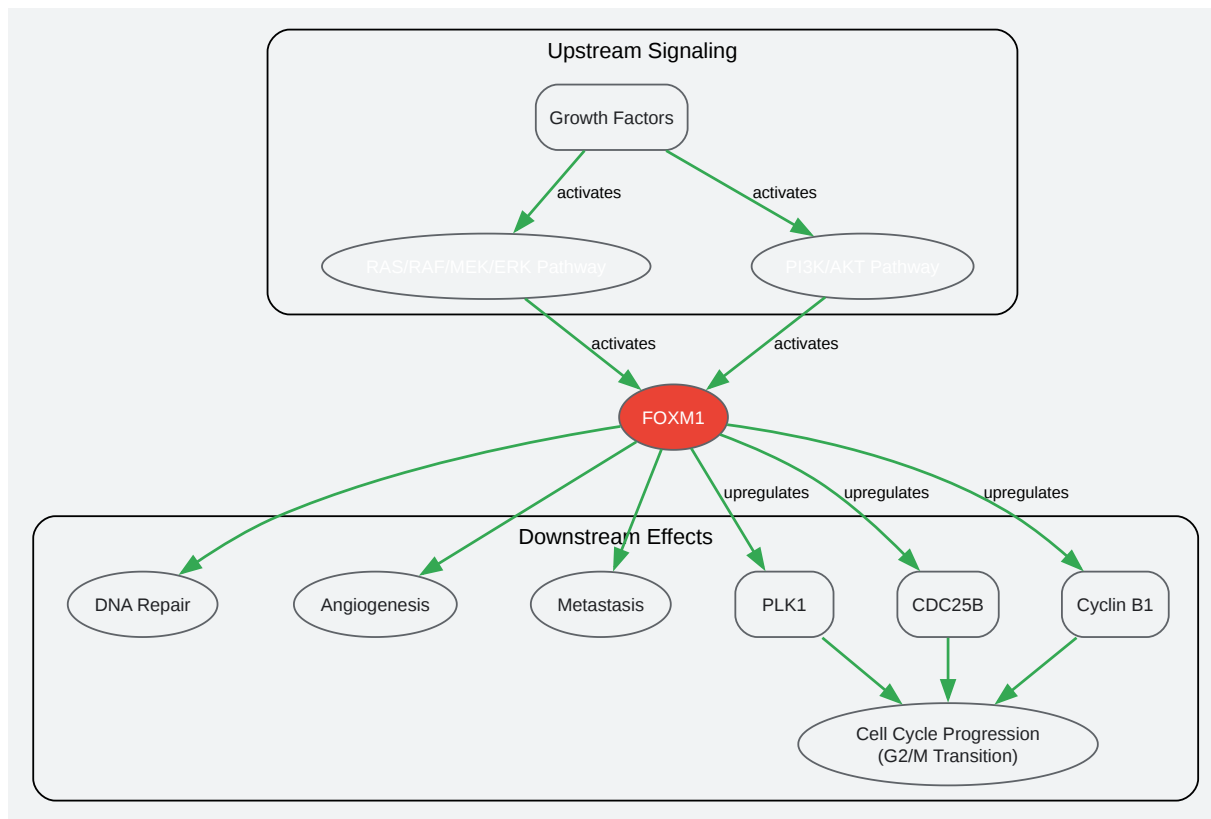 Upstream Signaling
Growth Factors
activates
activates
RAS/RAF/MEK/ERK Pathway
PI3K/AKT Pathway
activates
activates
FOXM1
upregulates
upregulates
upregulates
Downstream Effects
DNA Repair
Angiogenesis
Metastasis
PLK1
CDC25B
Cyclin B1
Cell Cycle Progression
(G2/M Transition)